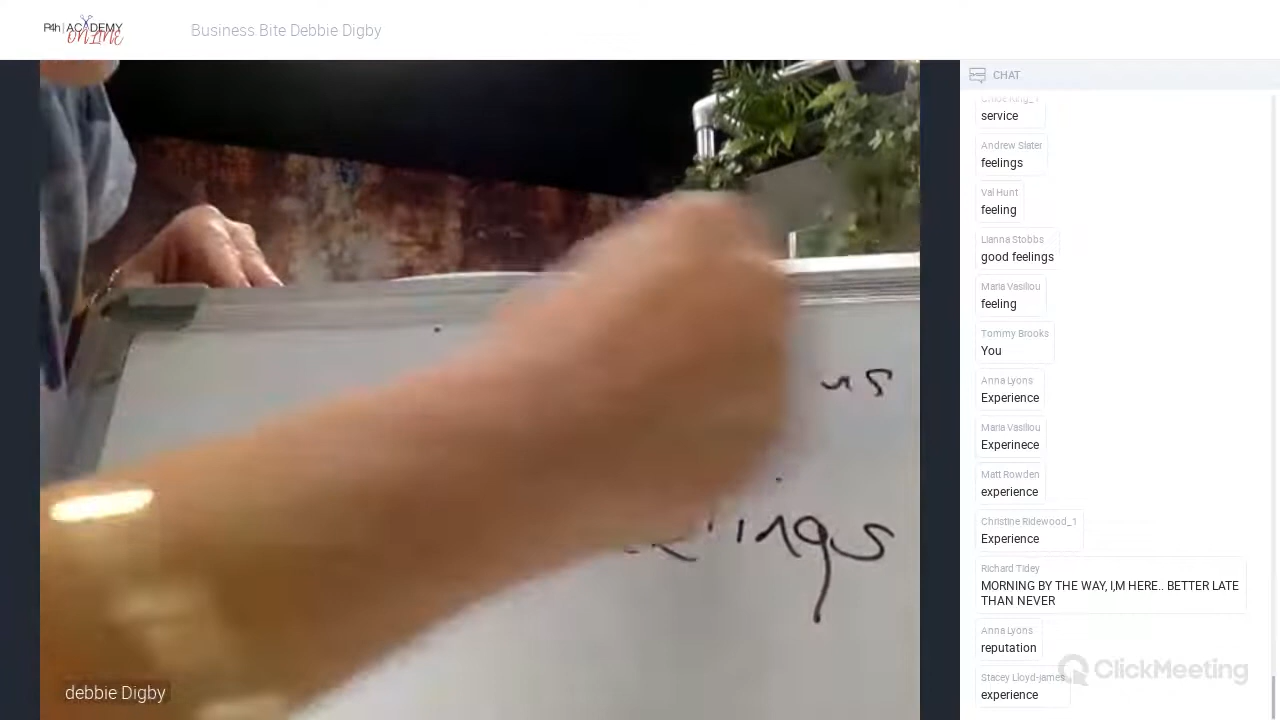 P4h | ACADEMY
ONLINE
Business Bite Debbie Digby
CHAT
service
Andrew Slater
feelings
Val Hunt
feeling
Lianna Stobbs
good feelings
Maria Vasiliou
feeling
Tommy Brooks
You
Anna Lyons
Experience
Maria Vasiliou
Experinece
Matt Rowden
experience
Christine Ridewood_1
Experience
Richard Tidey
MORNING BY THE WAY, I,M HERE.. BETTER LATE
THAN NEVER
Anna Lyons
reputation
Stacey Lloyd-james
experience
us
ings
debbie Digby
ClickMeeting